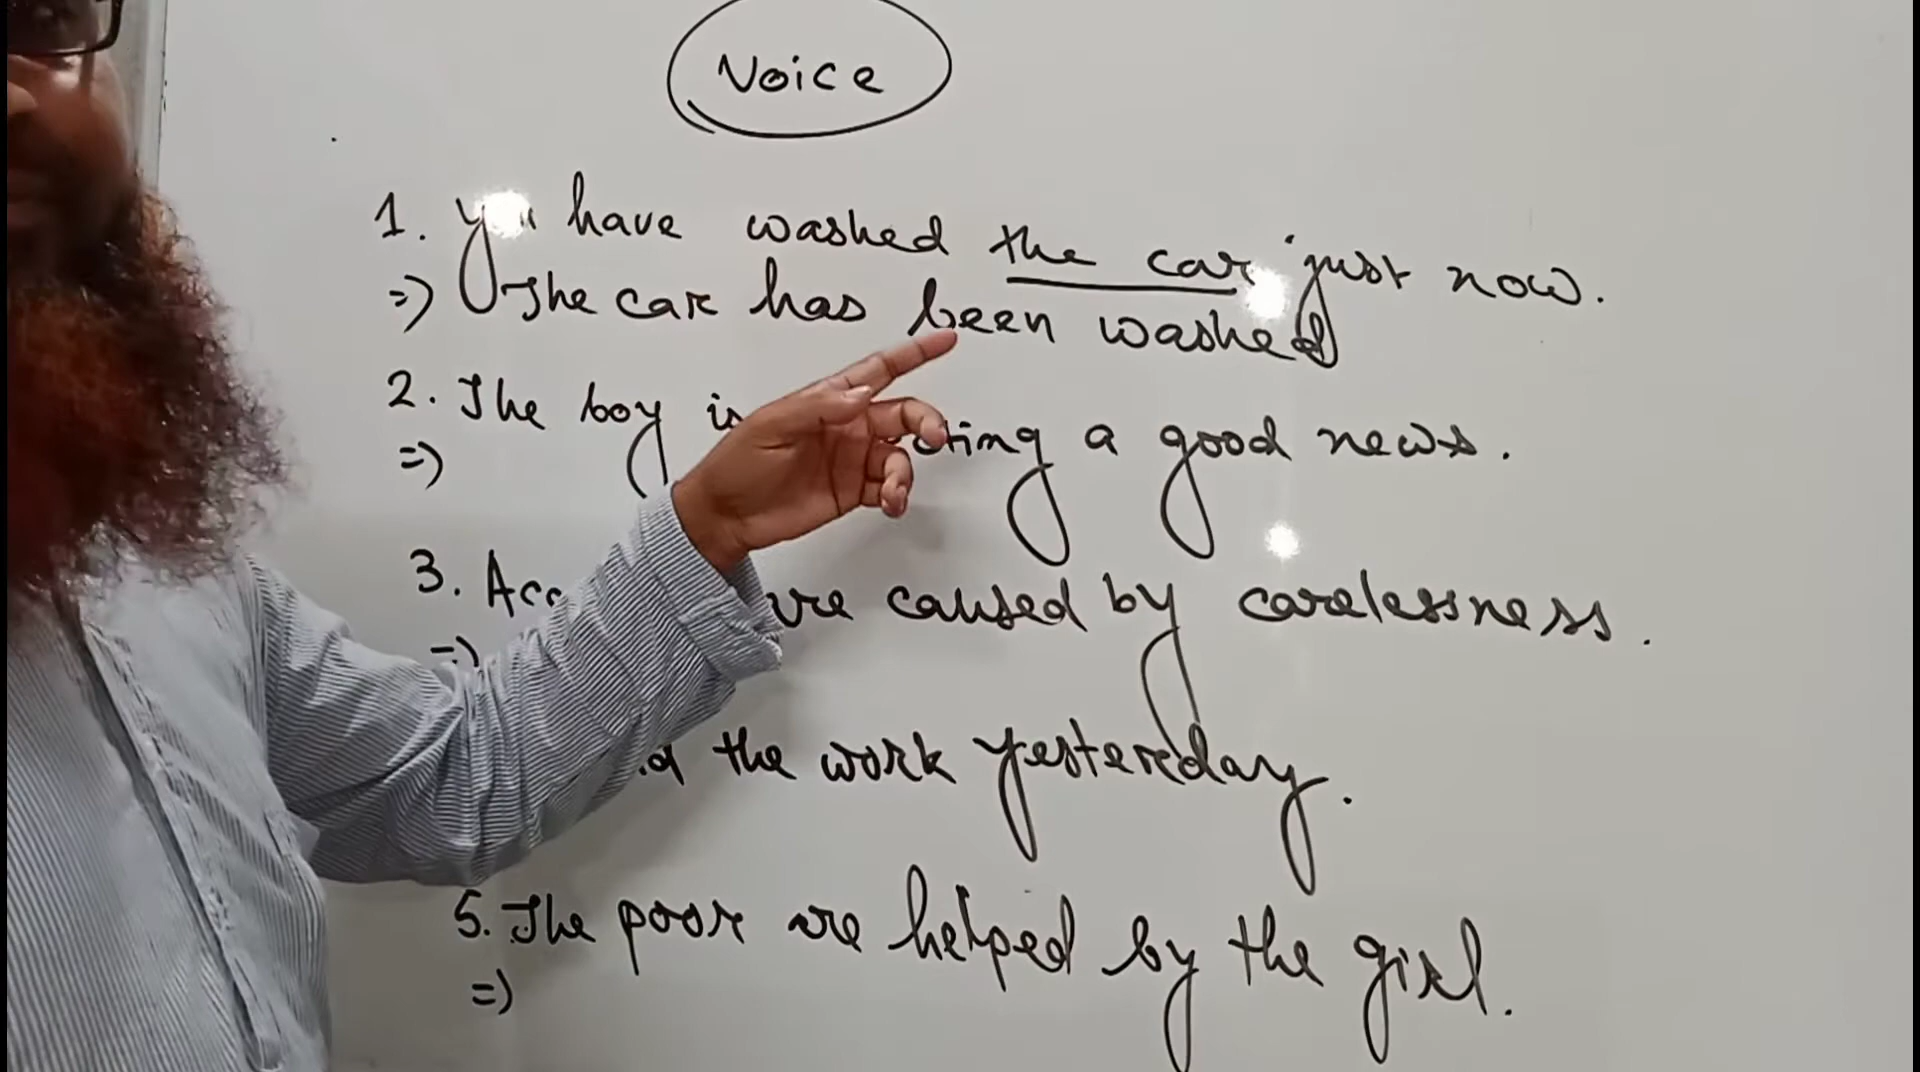 Voice
1. have washed the car just now.
=) The car has been washed
2. The boy is a good news.
=)
3. caused by carelessness.
=)
the work yesterday.
5. The poor are helped by the girl.
=)